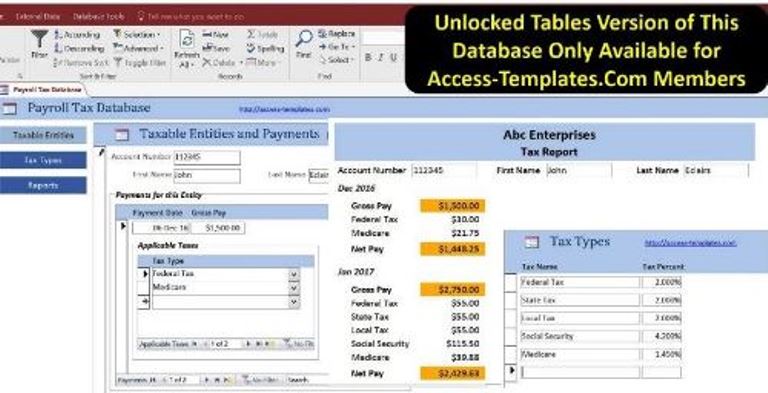 External Data Database Tools Tell me what you want to do
Unlocked Tables Version of This
Database Only Available for
Access-Templates.Com Members
Filter
Ascending
Descending
Remove Sort
Selection
Advanced
Toggle Filter
Sort & Filter
Refresh
All
New
Save
Delete
Totals
Spelling
More
Records
Find
Replace
Go To
Select
Find
B I U
Payroll Tax Database
Payroll Tax Database
http://access-templates.com
Taxable Entities
Tax Types
Reports
Taxable Entities and Payments
Account Number 112345
First Name John Last Name Eclairs
Payments for this Entity
Payment Date Gross Pay
06-Dec-16 $1,500.00
Applicable Taxes
Tax Type
Federal Tax
Medicare
Applicable Taxes 1 of 2 No Filt
Payments 1 of 2 No Filter Search
Abc Enterprises
Tax Report
Account Number 112345 First Name John Last Name Eclairs
Dec 2016
Gross Pay $1,500.00
Federal Tax $30.00
Medicare $21.75
Net Pay $1,448.25
Jan 2017
Gross Pay $2,750.00
Federal Tax $55.00
State Tax $55.00
Local Tax $55.00
Social Security $115.50
Medicare $39.88
Net Pay $2,429.63
Tax Types
http://access-templates.com
Tax Name Tax Percent
Federal Tax 2.000%
State Tax 2.000%
Local Tax 2.000%
Social Security 4.200%
Medicare 1.450%